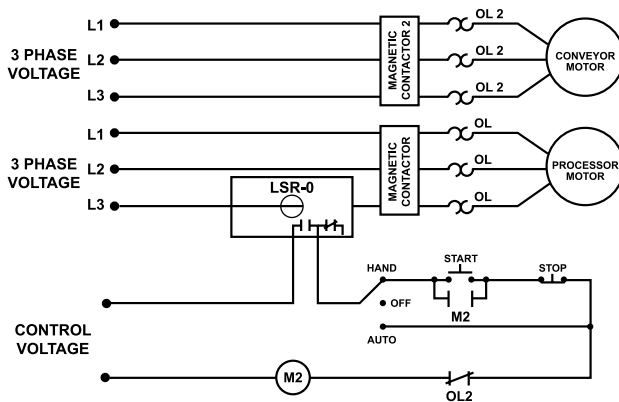 L1
L2
L3
3 PHASE
VOLTAGE
MAGNETIC
CONTACTOR 2
OL 2
OL 2
OL 2
CONVEYOR
MOTOR
L1
L2
L3
3 PHASE
VOLTAGE
LSR-0
MAGNETIC
CONTACTOR
OL
OL
OL
PROCESSOR
MOTOR
HAND
OFF
AUTO
START
M2
STOP
CONTROL
VOLTAGE
M2
OL2